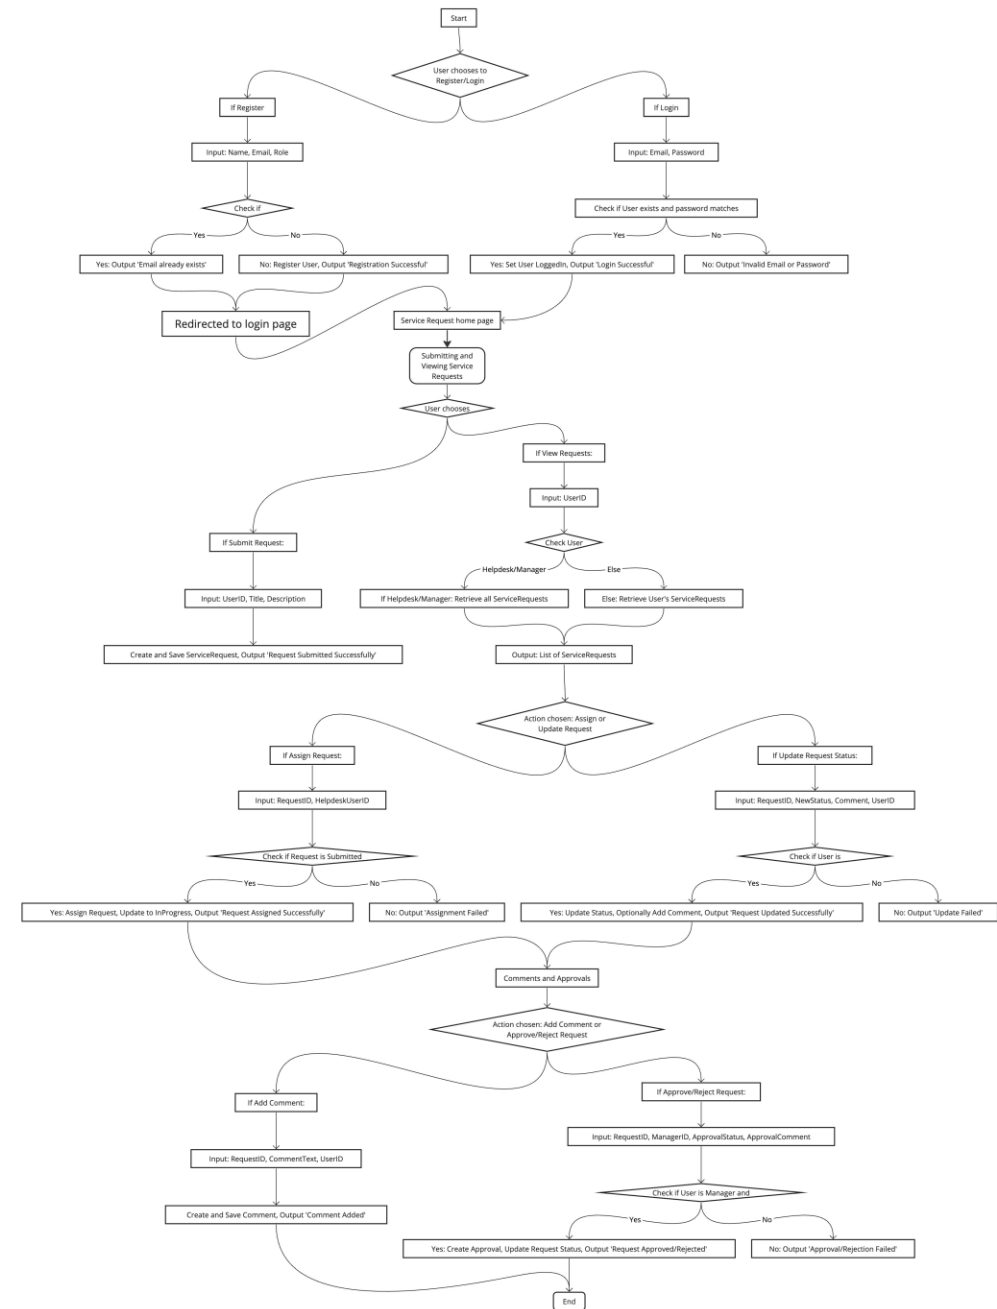 Start
User chooses to
Register/Login
If Register
If Login
Input: Name, Email, Role
Input: Email, Password
Check if
Check if User exists and password matches
Yes
No
Yes
No
Yes: Output 'Email already exists'
No: Register User, Output 'Registration Successful'
Yes: Set User LoggedIn, Output 'Login Successful'
No: Output 'Invalid Email or Password'
Redirected to login page
Service Request home page
Submitting and
Viewing Service
Requests
User chooses
If View Requests:
Input: UserID
If Submit Request:
Check User
Helpdesk/Manager
Else
Input: UserID, Title, Description
If Helpdesk/Manager: Retrieve all ServiceRequests
Else: Retrieve User's ServiceRequests
Create and Save ServiceRequest, Output 'Request Submitted Successfully'
Output: List of ServiceRequests
Action chosen: Assign or
Update Request
If Assign Request:
If Update Request Status:
Input: RequestID, HelpdeskUserID
Input: RequestID, NewStatus, Comment, UserID
Check if Request is Submitted
Check if User is
Yes
No
Yes
No
Yes: Assign Request, Update to InProgress, Output 'Request Assigned Successfully'
No: Output 'Assignment Failed'
Yes: Update Status, Optionally Add Comment, Output 'Request Updated Successfully'
No: Output 'Update Failed'
Comments and Approvals
Action chosen: Add Comment or
Approve/Reject Request
If Add Comment:
If Approve/Reject Request:
Input: RequestID, ManagerID, ApprovalStatus, ApprovalComment
Input: RequestID, CommentText, UserID
Check if User is Manager and
Create and Save Comment, Output 'Comment Added'
Yes
No
Yes: Create Approval, Update Request Status, Output 'Request Approved/Rejected'
No: Output 'Approval/Rejection Failed'
End